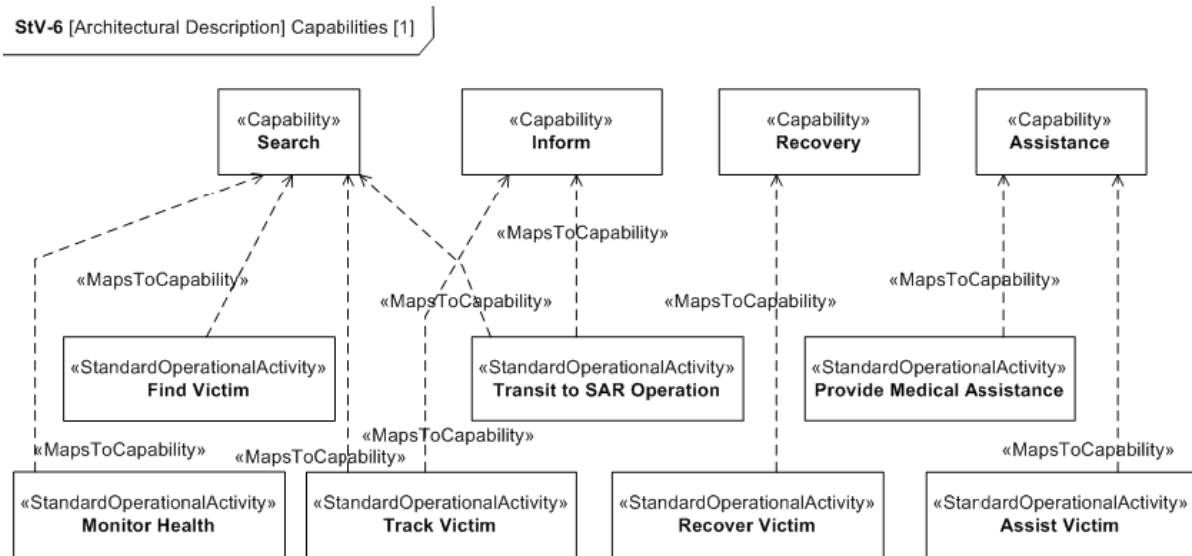 StV-6 [Architectural Description] Capabilities [1]
«Capability»
Search
«Capability»
Inform
«Capability»
Recovery
«Capability»
Assistance
«MapsToCapability»
«MapsToCapability»
«MapsToCapability»
«MapsToCapability»
«MapsToCapability»
«StandardOperationalActivity»
Find Victim
«StandardOperationalActivity»
Transit to SAR Operation
«StandardOperationalActivity»
Provide Medical Assistance
«MapsToCapability»
«MapsToCapability»
«MapsToCapability»
«MapsToCapability»
«StandardOperationalActivity»
Monitor Health
«StandardOperationalActivity»
Track Victim
«StandardOperationalActivity»
Recover Victim
«StandardOperationalActivity»
Assist Victim